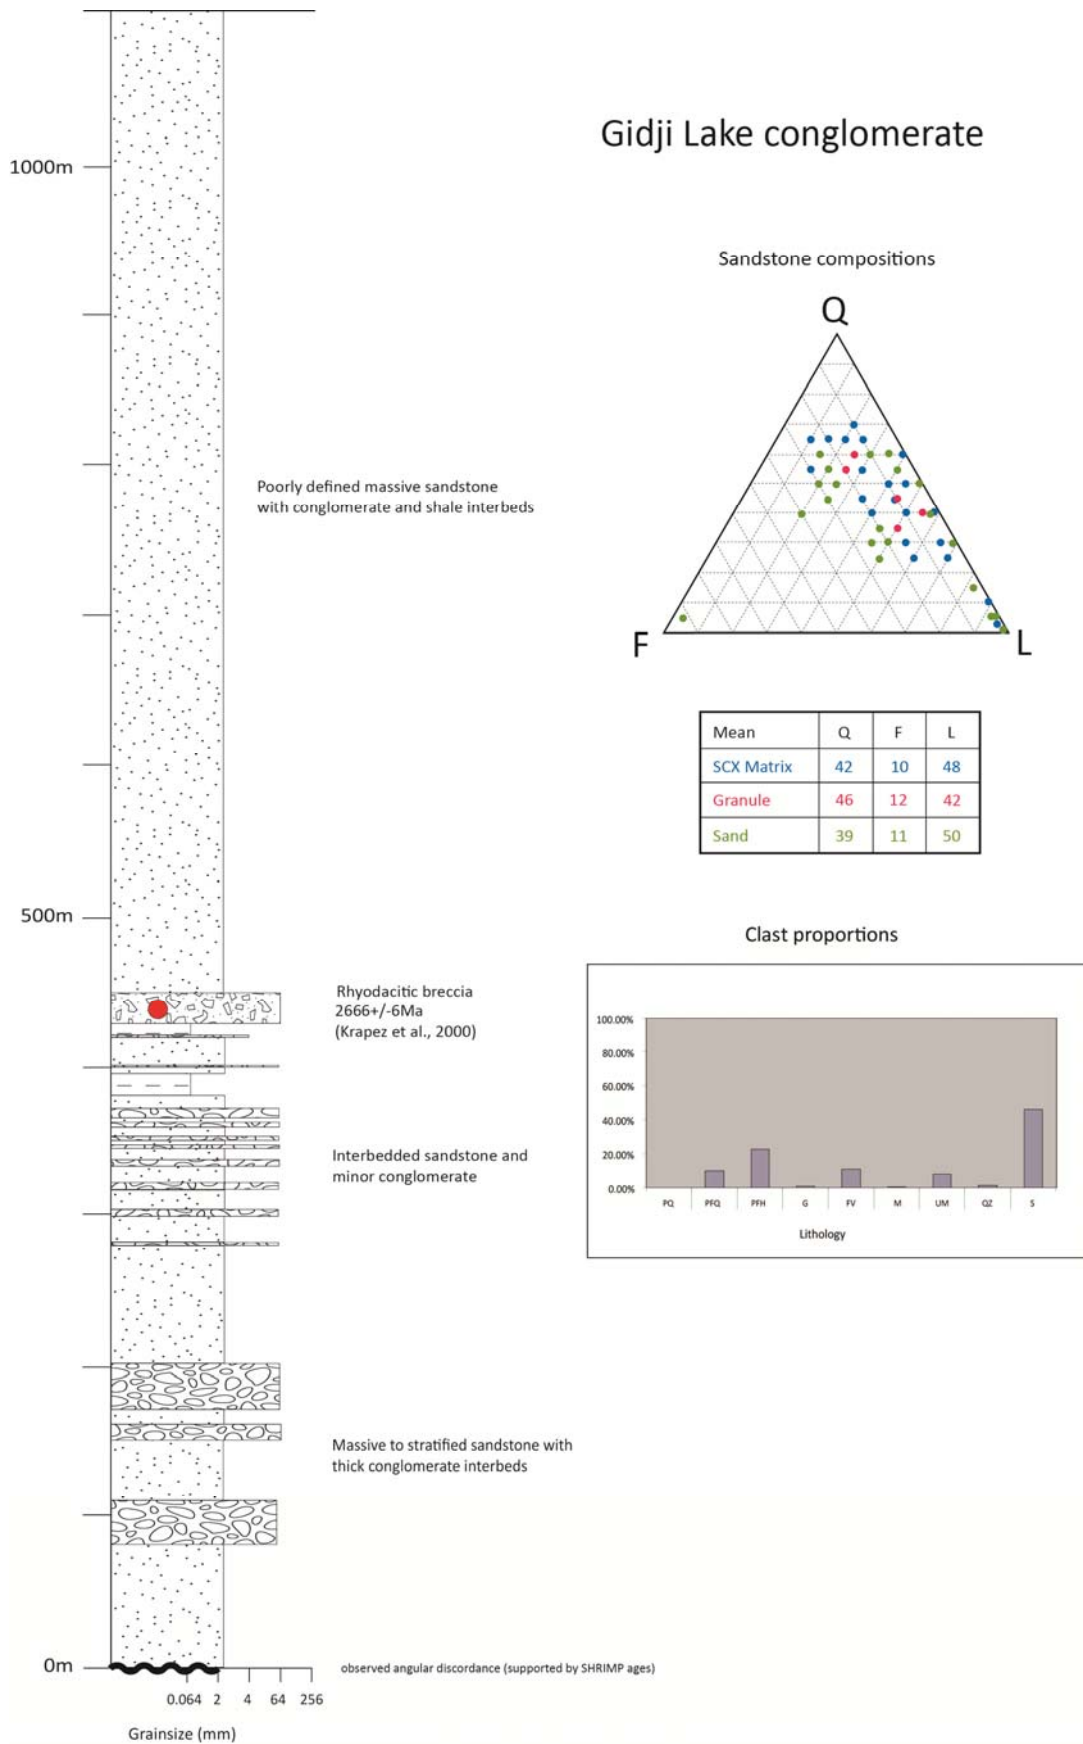 Gidji Lake conglomerate
1000m
Poorly defined massive sandstone
with conglomerate and shale interbeds
500m
Rhyodacitic breccia
2666+/-6Ma
(Krapez et al., 2000)
Interbedded sandstone and
minor conglomerate
Massive to stratified sandstone with
thick conglomerate interbeds
0m
observed angular discordance (supported by SHRIMP ages)
0.064 2 4 64 256
Grainsize (mm)
Sandstone compositions
Q
F
L
Mean Q F L
SCX Matrix 42 10 48
Granule 46 12 42
Sand 39 11 50
Clast proportions
100.00%
80.00%
60.00%
40.00%
20.00%
0.00%
PQ PFQ PFH G FV M UM QZ S
Lithology